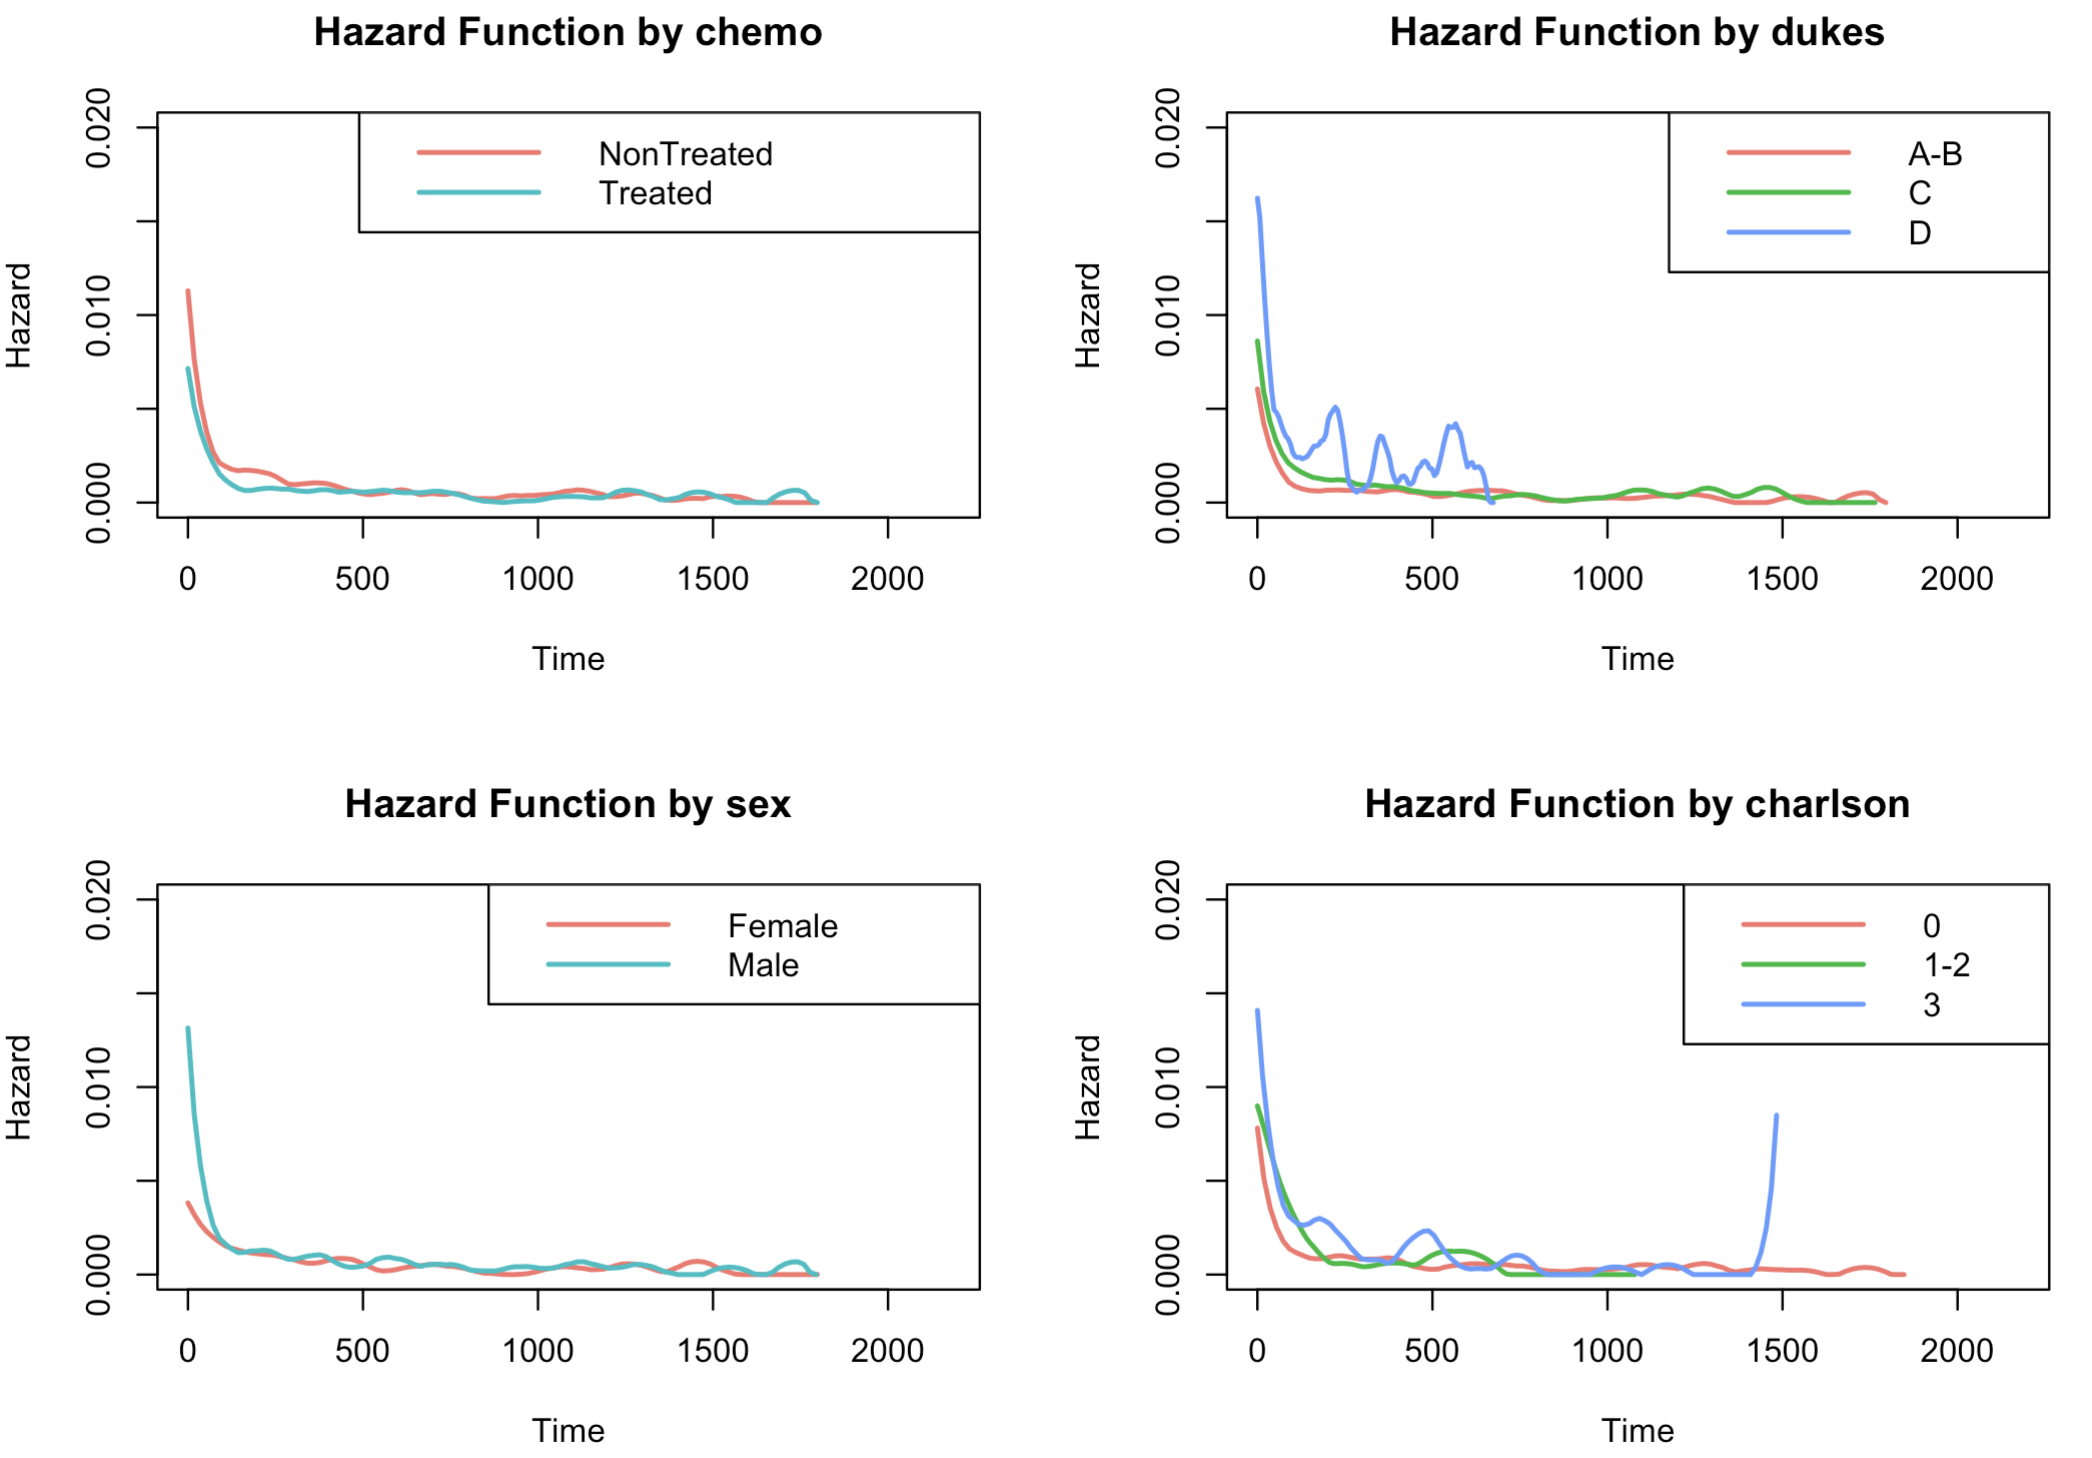 Hazard Function by chemo
Hazard
0.000 0.010 0.020
NonTreated
Treated
0 500 1000 1500 2000
Time
Hazard Function by dukes
Hazard
0.000 0.010 0.020
A-B
C
D
0 500 1000 1500 2000
Time
Hazard Function by sex
Hazard
0.000 0.010 0.020
Female
Male
0 500 1000 1500 2000
Time
Hazard Function by charlson
Hazard
0.000 0.010 0.020
0
1-2
3
0 500 1000 1500 2000
Time